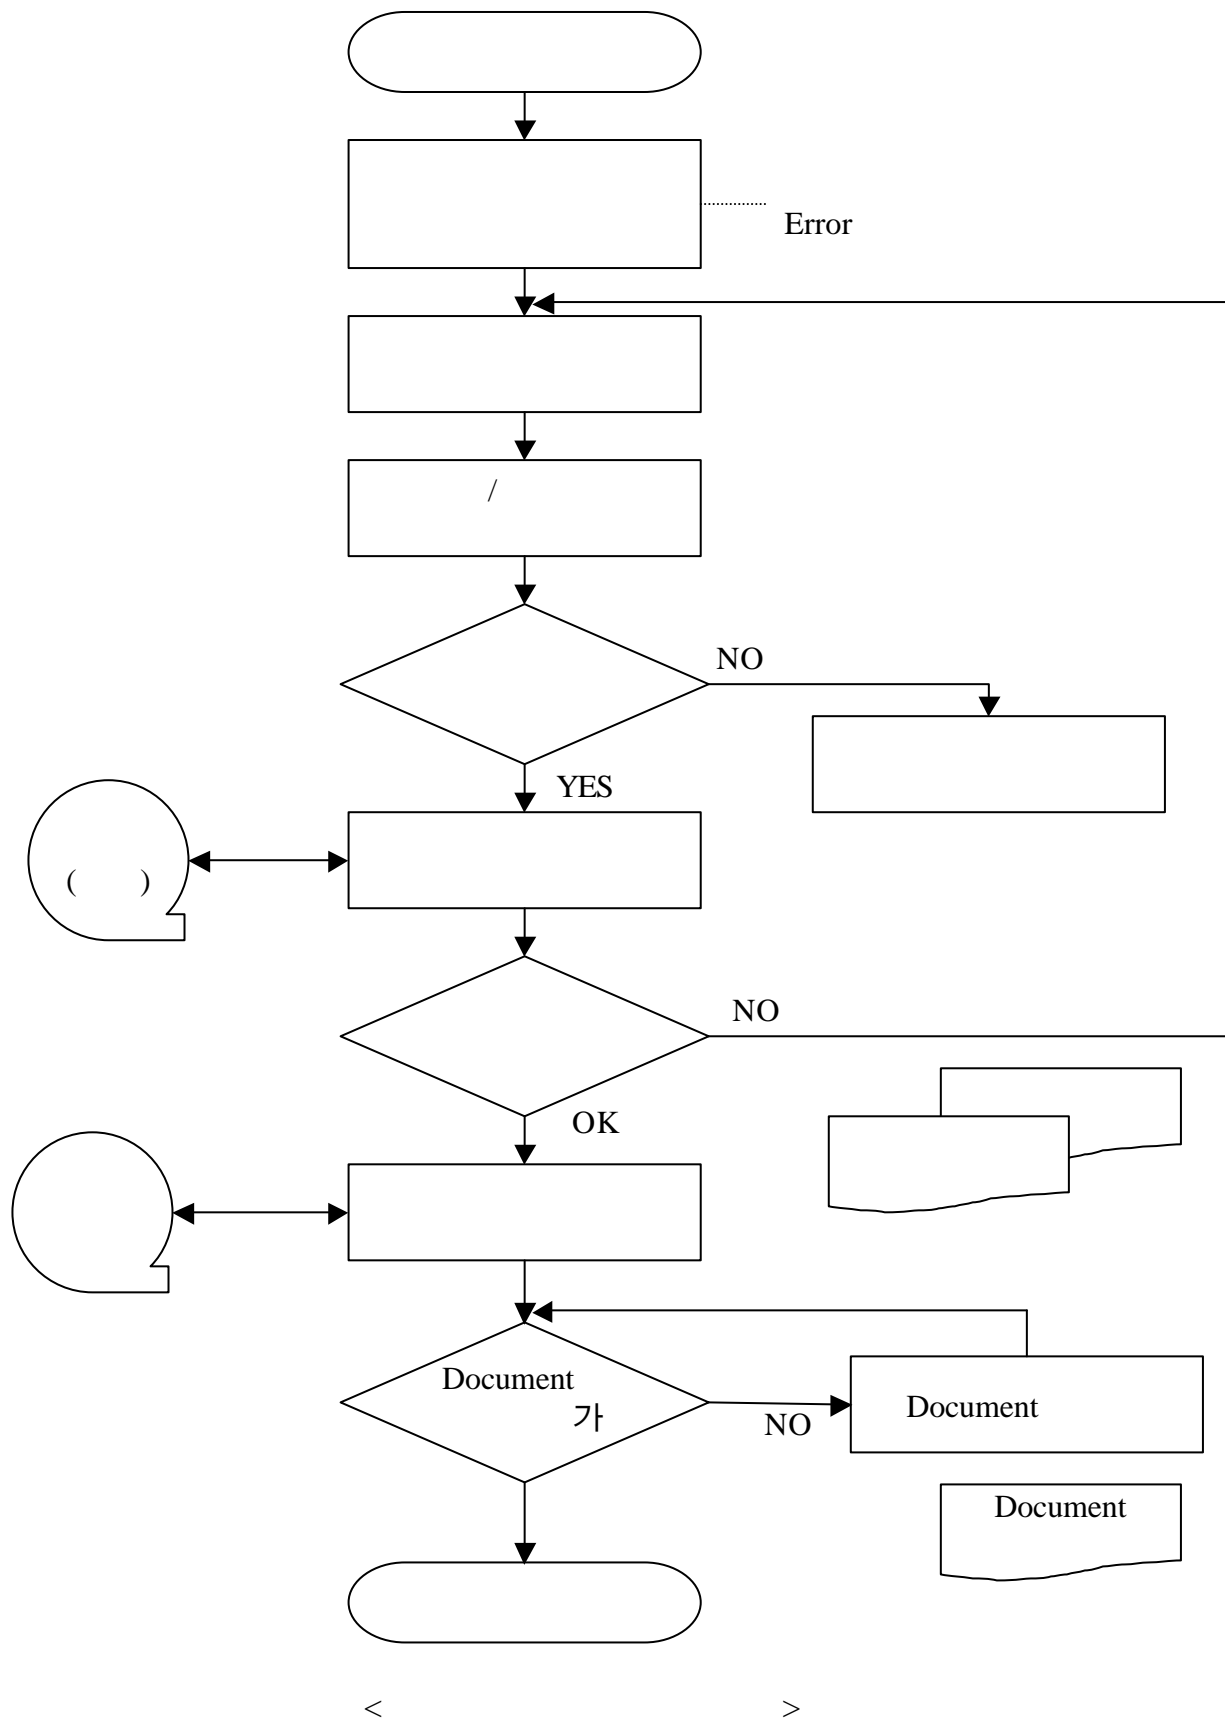 Error
/
NO
YES
( )
NO
OK
Document
가
NO
Document
Document
< >